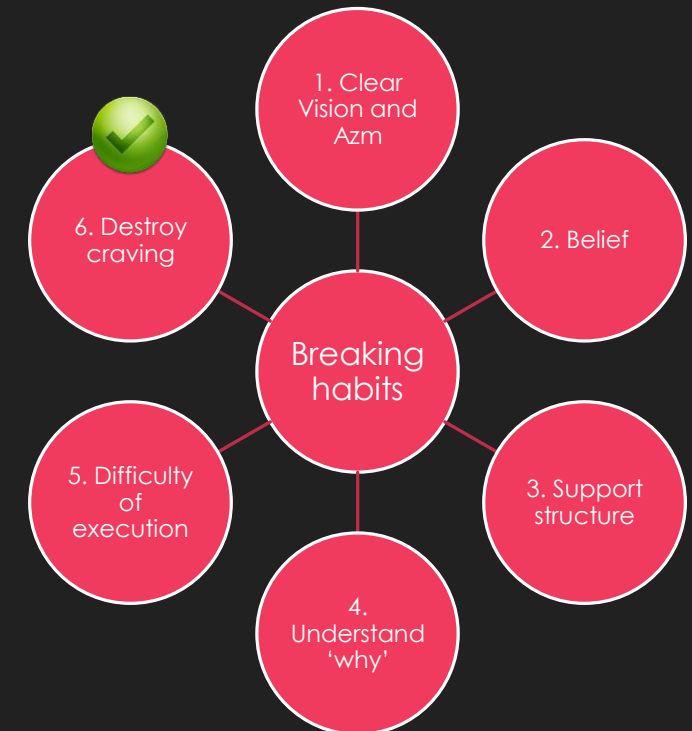 1. Clear
Vision and
Azm
2. Belief
3. Support
structure
4.
Understand
‘why’
5. Difficulty
of
execution
6. Destroy
craving
Breaking
habits